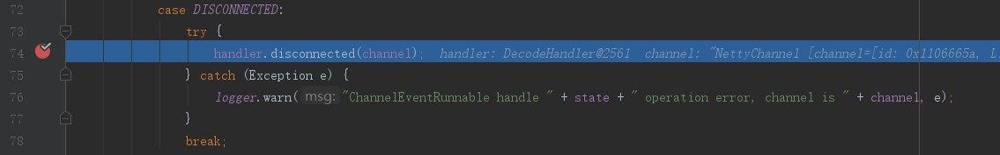 72 case DISCONNECTED:
73 try {
74 handler.disconnected(channel); handler: DecodeHandler@2561 channel: "NettyChannel [channel=[id: 0x1106665a, L
75 } catch (Exception e) {
76 logger.warn( msg: "ChannelEventRunnable handle " + state + " operation error, channel is " + channel, e);
77 }
78 break;